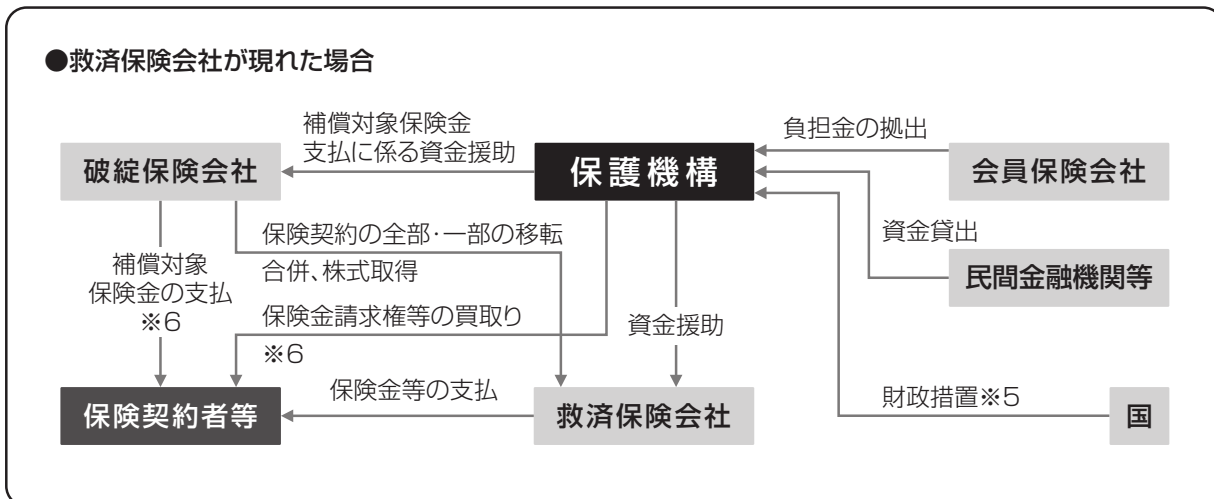 ●救済保険会社が現れた場合
補償対象保険金
支払に係る資金援助
負担金の拠出
破綻保険会社
保護機構
会員保険会社
保険契約の全部・一部の移転
合併、株式取得
資金貸出
補償対象
保険金の支払
※6
民間金融機関等
保険金請求権等の買取り
※6
資金援助
保険金等の支払
財政措置※5
保険契約者等
救済保険会社
国